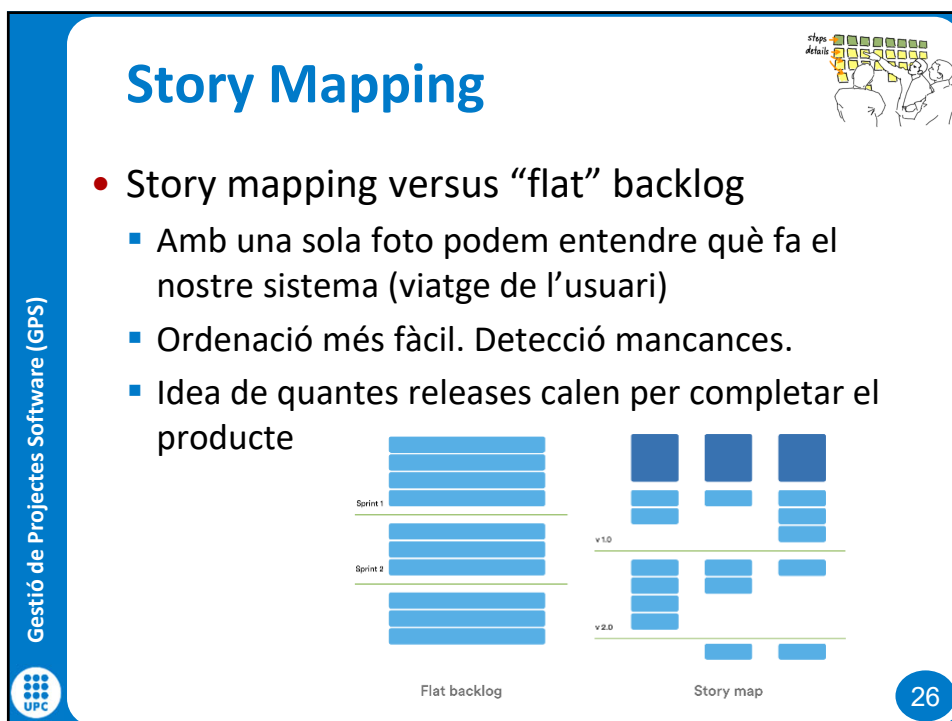 Story Mapping
steps
details
• Story mapping versus “flat” backlog
▪ Amb una sola foto podem entendre què fa el
nostre sistema (viatge de l’usuari)
▪ Ordenació més fàcil. Detecció mancances.
▪ Idea de quantes releases calen per completar el
producte
Sprint 1
Sprint 2
Flat backlog
v 1.0
v 2.0
Story map
Gestió de Projectes Software (GPS)
UPC
26